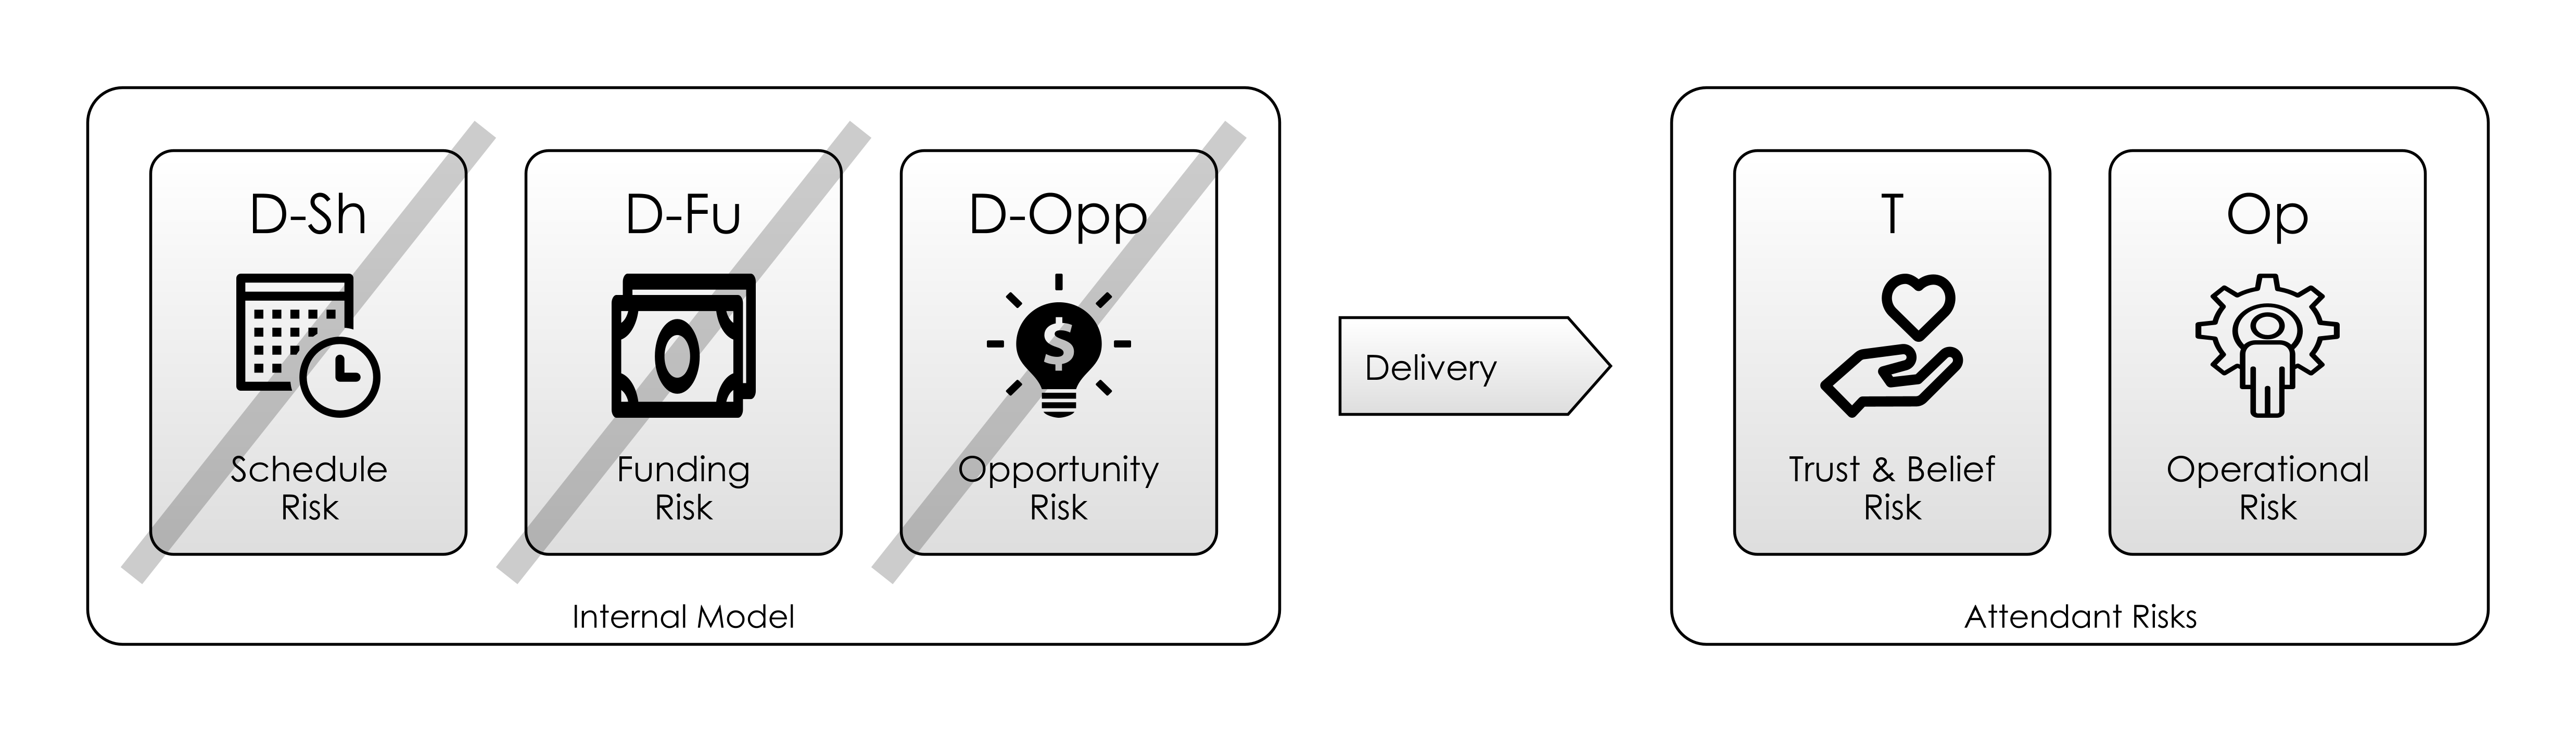 D-Sh
Schedule
Risk
D-Fu
Funding
Risk
D-Opp
$
Opportunity
Risk
Internal Model
Delivery
T
Trust & Belief
Risk
Op
Operational
Risk
Attendant Risks